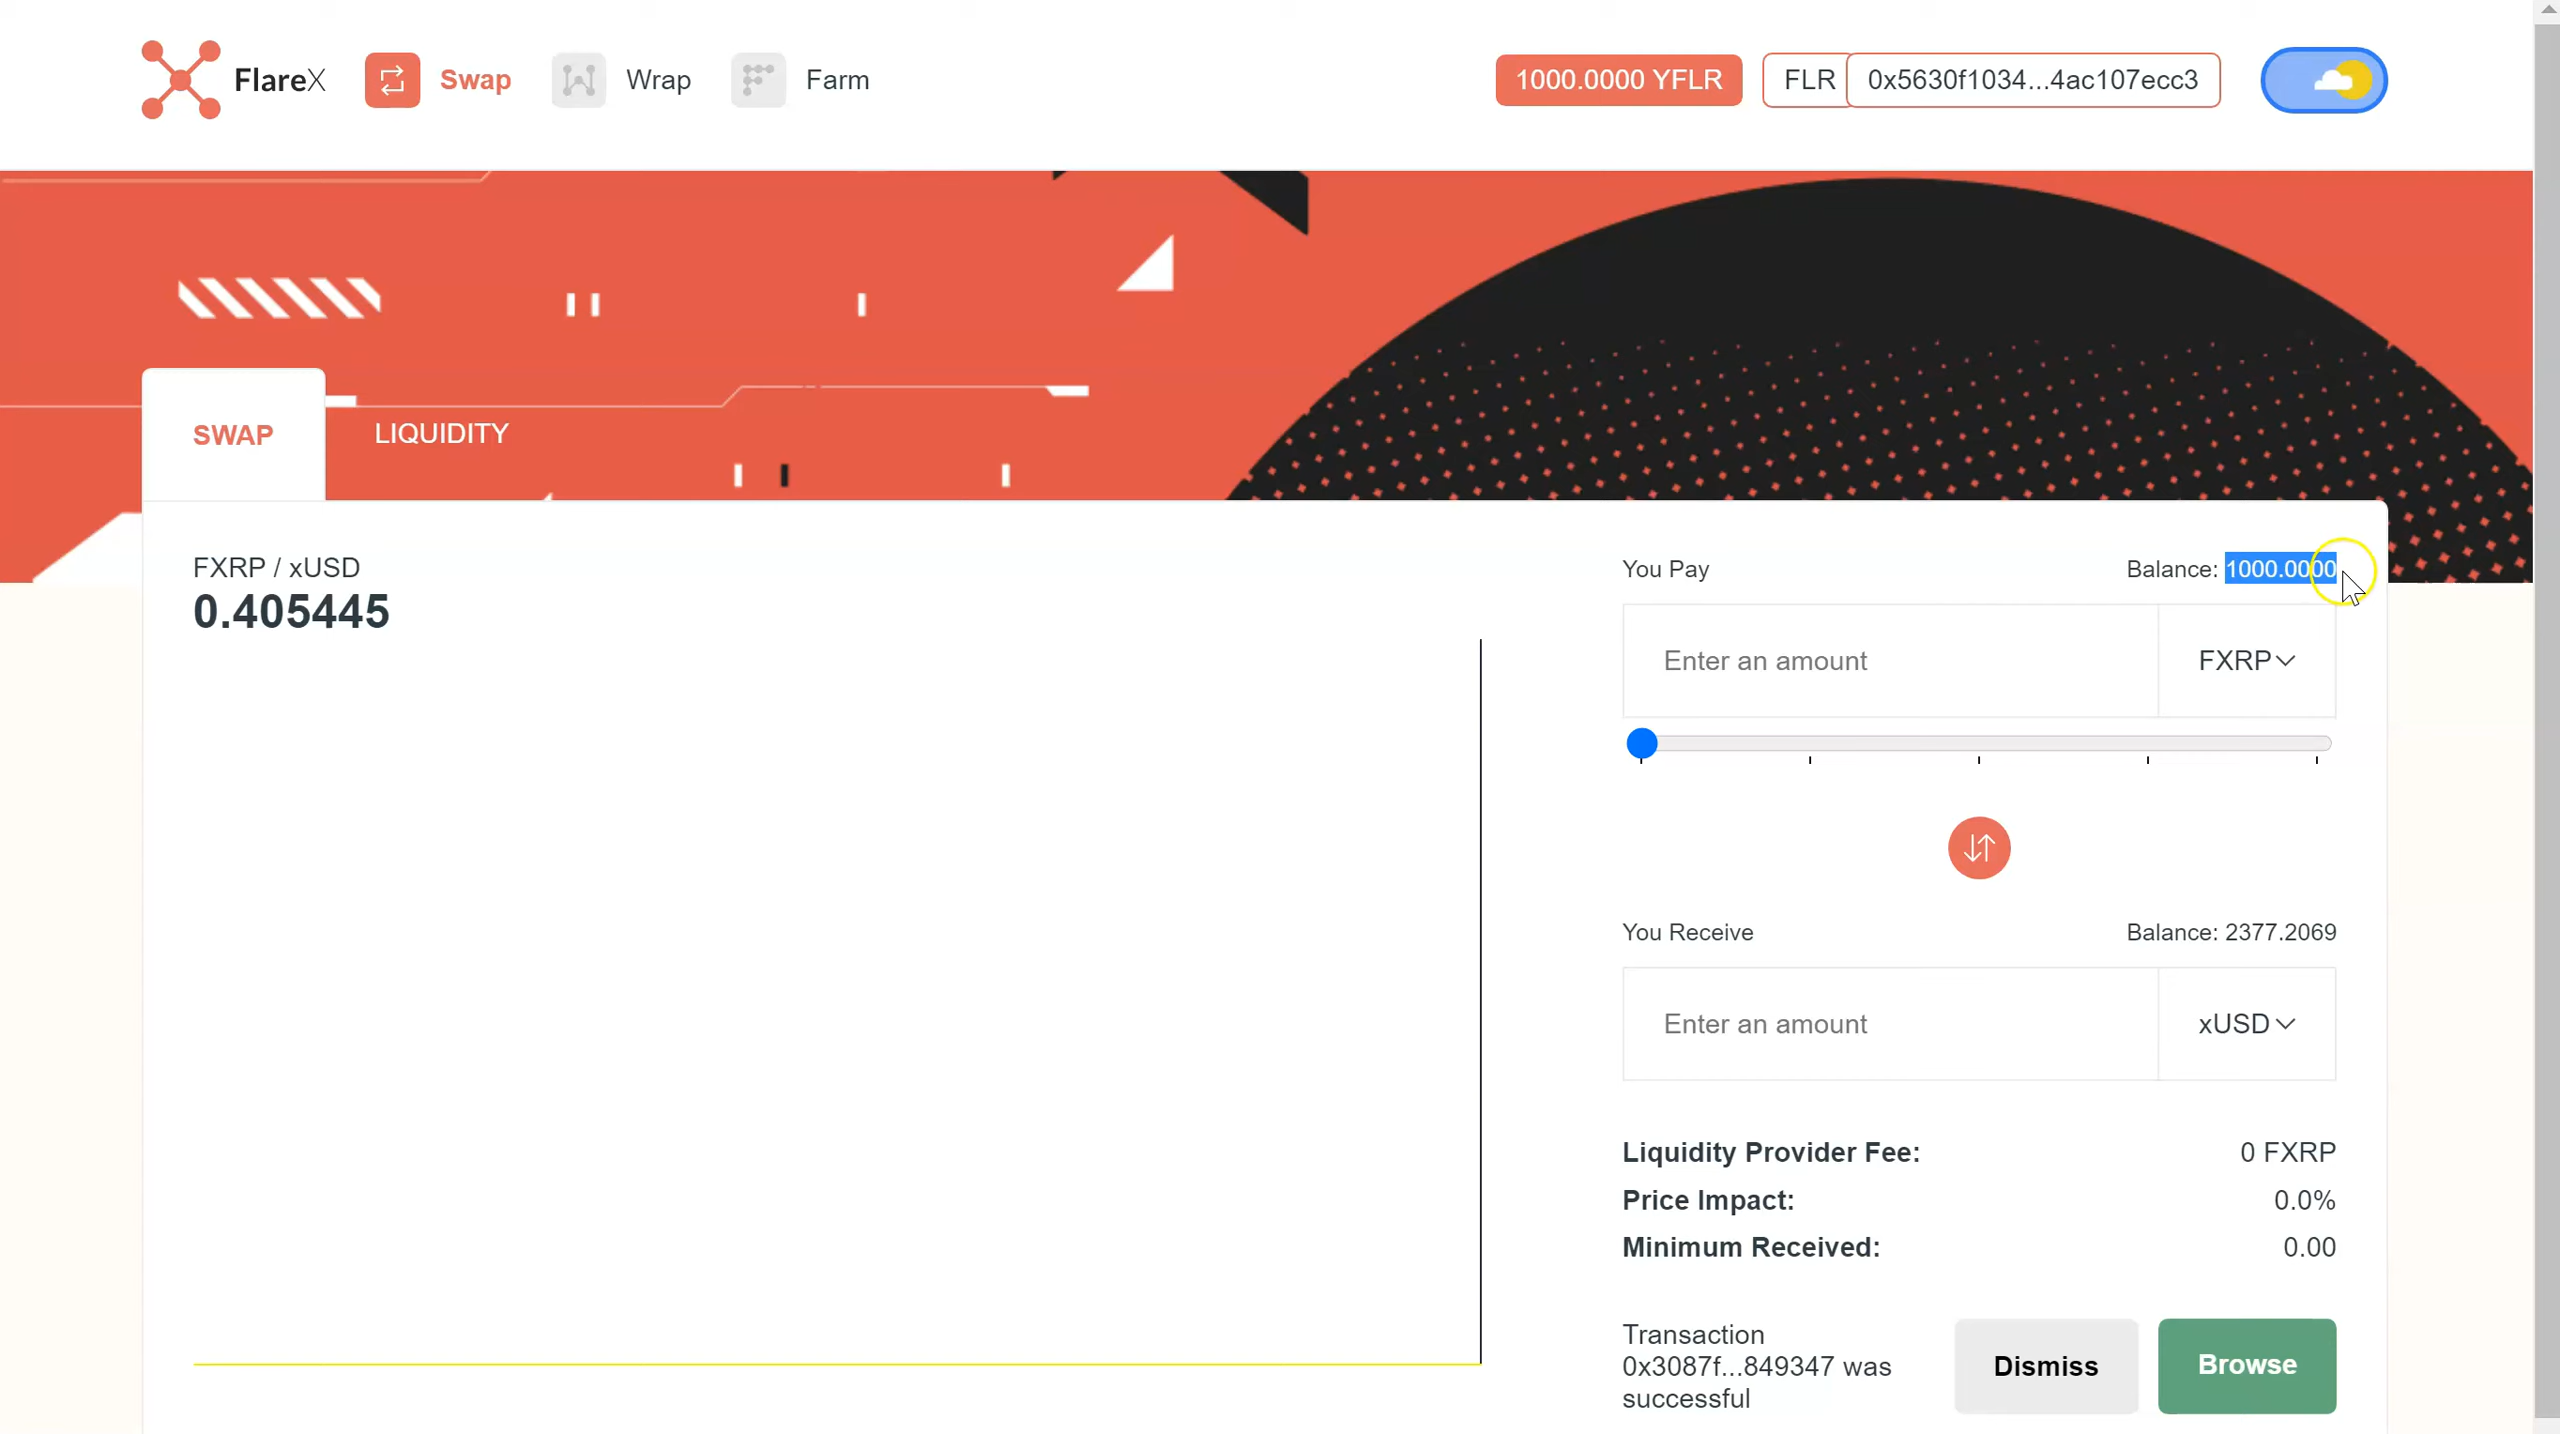 FlareX
Swap
Wrap
Farm
1000.0000 YFLR
FLR
0x5630f1034...4ac107ecc3
SWAP
LIQUIDITY
FXRP / xUSD
0.405445
You Pay
Balance: 1000.0000
Enter an amount
FXRP
You Receive
Balance: 2377.2069
Enter an amount
xUSD
Liquidity Provider Fee:
0 FXRP
Price Impact:
0.0%
Minimum Received:
0.00
Transaction
0x3087f...849347 was
successful
Dismiss
Browse